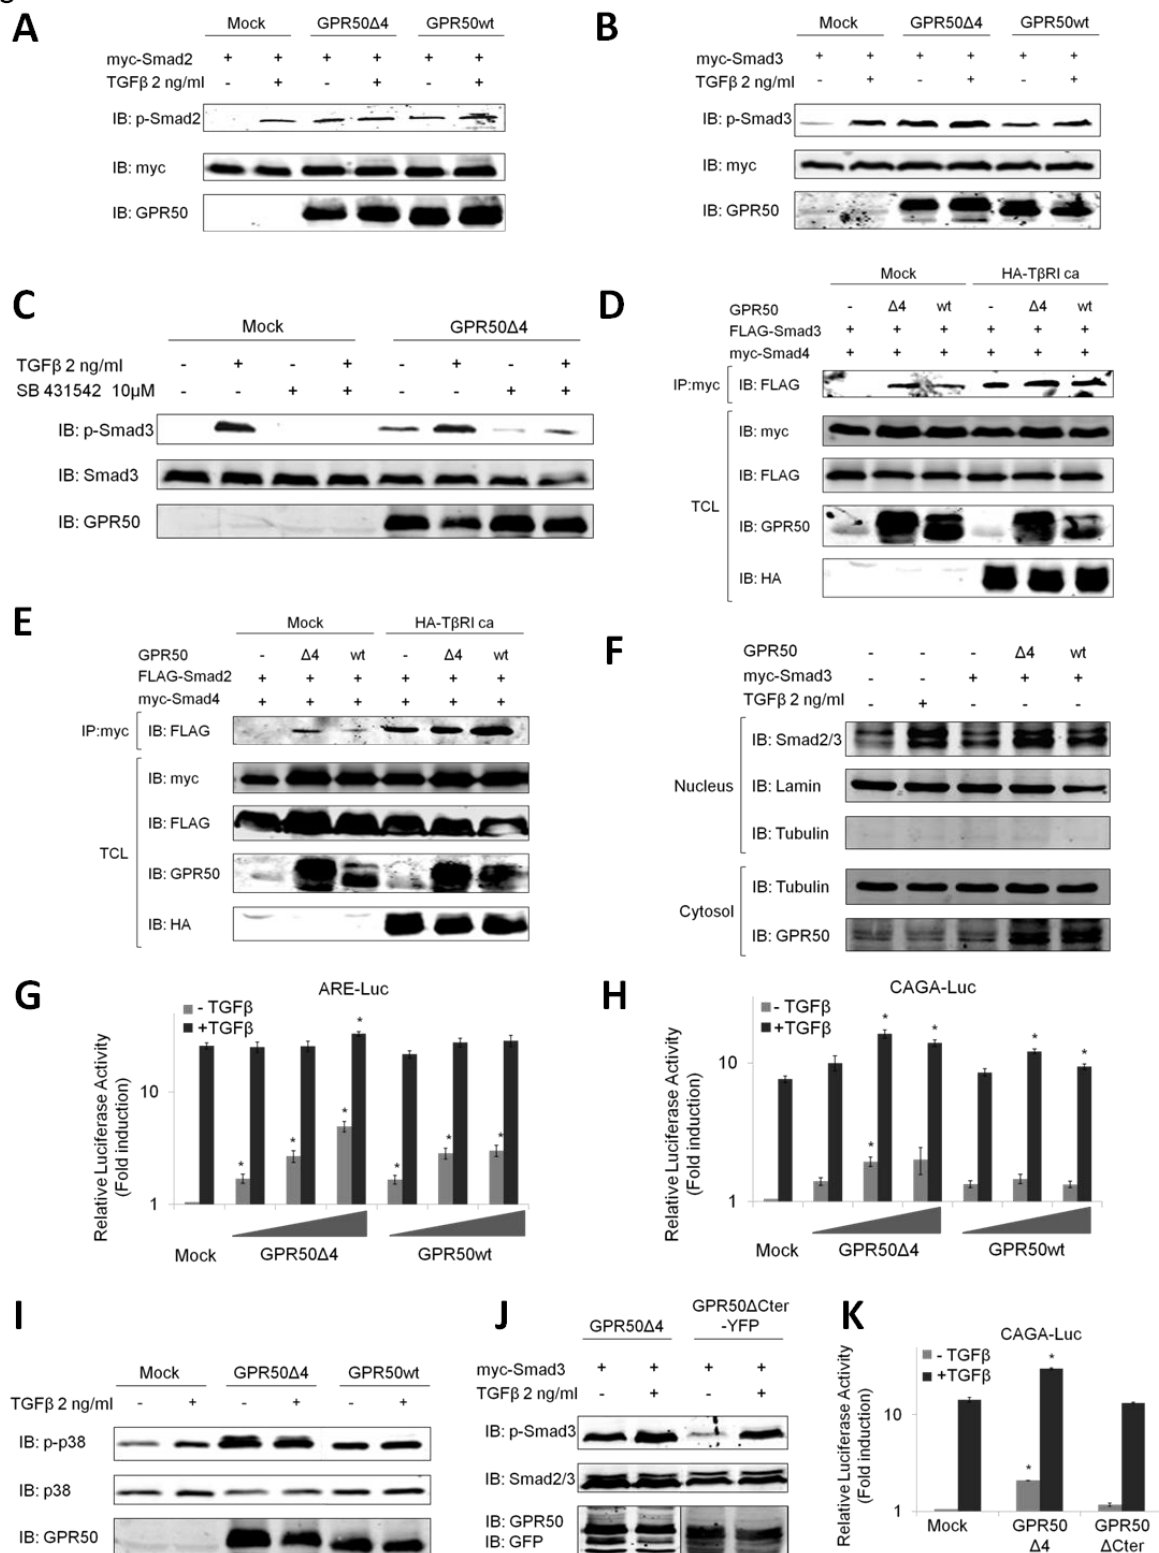 A
Mock GPR50Δ4 GPR50wt
myc-Smad2 + + + + + +
TGFβ 2 ng/ml - + - + - +
IB: p-Smad2
IB: myc
IB: GPR50
B
Mock GPR50Δ4 GPR50wt
myc-Smad3 + + + + + +
TGFβ 2 ng/ml - + - + - +
IB: p-Smad3
IB: myc
IB: GPR50
C
Mock GPR50Δ4
TGFβ 2 ng/ml - + - + - + - +
SB 431542 10μM - - + + - - + +
IB: p-Smad3
IB: Smad3
IB: GPR50
D
Mock HA-TβRI ca
GPR50 - Δ4 wt - Δ4 wt
FLAG-Smad3 + + + + + +
myc-Smad4 + + + + + +
IP:myc IB: FLAG
IB: myc
IB: FLAG
TCL
IB: GPR50
IB: HA
E
Mock HA-TβRI ca
GPR50 - Δ4 wt - Δ4 wt
FLAG-Smad2 + + + + + +
myc-Smad4 + + + + + +
IP:myc IB: FLAG
IB: myc
IB: FLAG
TCL
IB: GPR50
IB: HA
F
GPR50 - - - Δ4 wt
myc-Smad3 - - + + +
TGFβ 2 ng/ml - + - - -
IB: Smad2/3
Nucleus IB: Lamin
IB: Tubulin
IB: Tubulin
Cytosol
IB: GPR50
G
ARE-Luc
- TGFβ
+TGFβ
Relative Luciferase Activity
(Fold induction)
10
1
* * * * * * *
Mock GPR50Δ4 GPR50wt
H
CAGA-Luc
- TGFβ
+TGFβ
Relative Luciferase Activity
(Fold induction)
10
1
* * * * *
Mock GPR50Δ4 GPR50wt
I
Mock GPR50Δ4 GPR50wt
TGFβ 2 ng/ml - + - + - +
IB: p-p38
IB: p38
IB: GPR50
J
GPR50Δ4 GPR50ΔCter
-YFP
myc-Smad3 + + + +
TGFβ 2 ng/ml - + - +
IB: p-Smad3
IB: Smad2/3
IB: GPR50
IB: GFP
K
CAGA-Luc
- TGFβ
+TGFβ
Relative Luciferase Activity
(Fold induction)
10
1
* *
Mock GPR50 GPR50
Δ4 ΔCter